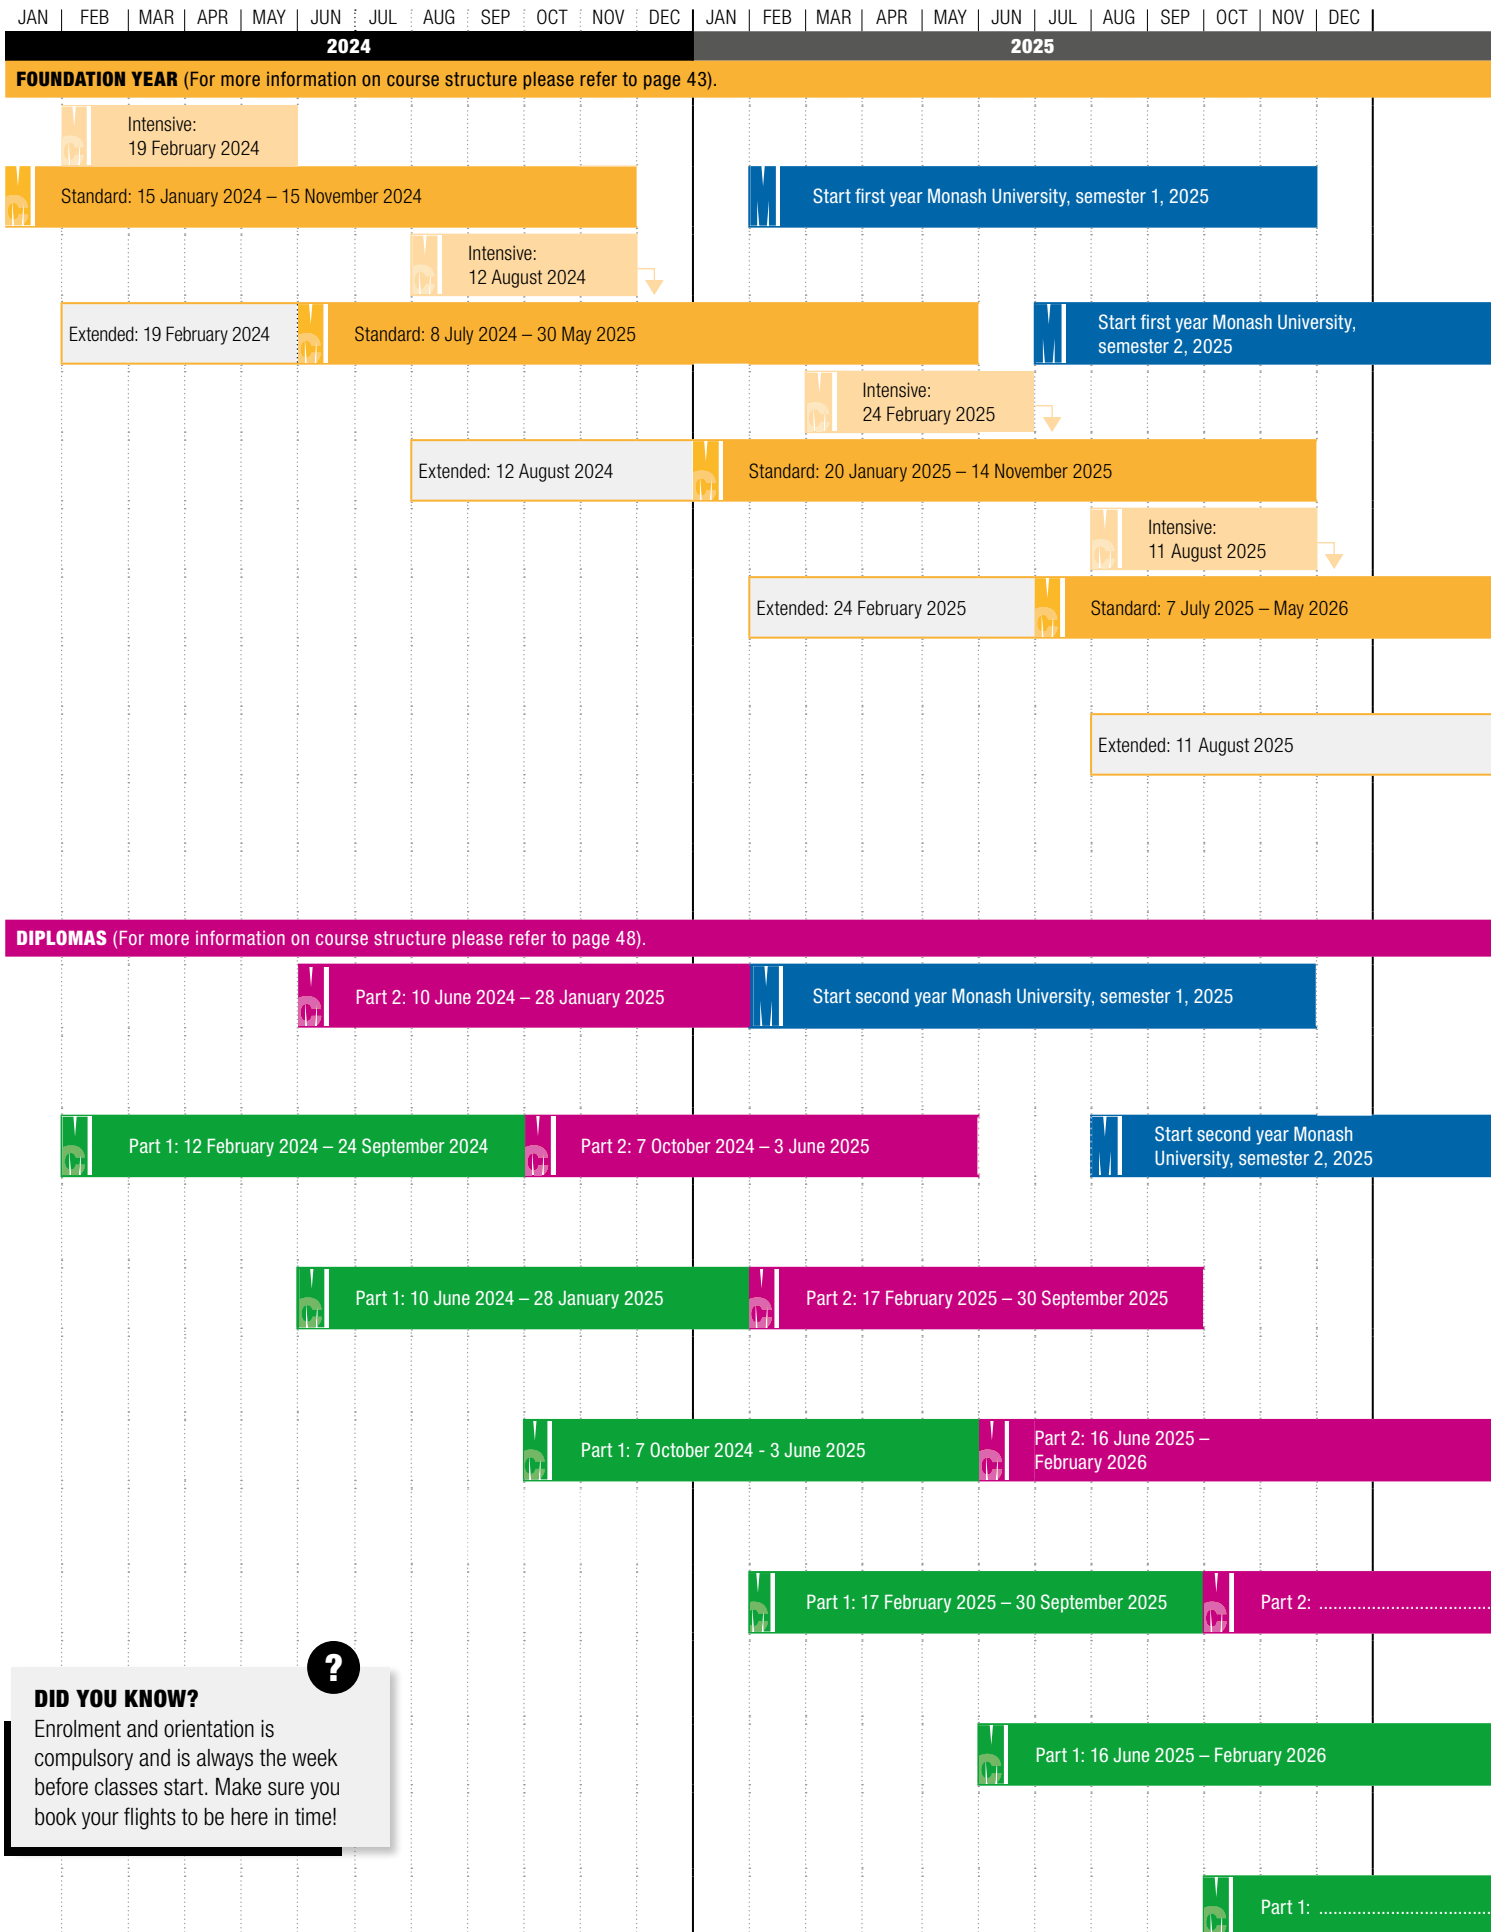 JAN FEB MAR APR MAY JUN JUL AUG SEP OCT NOV DEC JAN FEB MAR APR MAY JUN JUL AUG SEP OCT NOV DEC
2024 2025
FOUNDATION YEAR (For more information on course structure please refer to page 43).
Intensive:
19 February 2024
Standard: 15 January 2024 – 15 November 2024
Start first year Monash University, semester 1, 2025
Intensive:
12 August 2024
Extended: 19 February 2024
Standard: 8 July 2024 – 30 May 2025
Start first year Monash University,
semester 2, 2025
Intensive:
24 February 2025
Extended: 12 August 2024
Standard: 20 January 2025 – 14 November 2025
Intensive:
11 August 2025
Extended: 24 February 2025
Standard: 7 July 2025 – May 2026
Extended: 11 August 2025
DIPLOMAS (For more information on course structure please refer to page 48).
Part 2: 10 June 2024 – 28 January 2025
Start second year Monash University, semester 1, 2025
Part 1: 12 February 2024 – 24 September 2024
Part 2: 7 October 2024 – 3 June 2025
Start second year Monash
University, semester 2, 2025
Part 1: 10 June 2024 – 28 January 2025
Part 2: 17 February 2025 – 30 September 2025
Part 1: 7 October 2024 - 3 June 2025
Part 2: 16 June 2025 –
February 2026
Part 1: 17 February 2025 – 30 September 2025
Part 2: ....................................
?
DID YOU KNOW?
Enrolment and orientation is
compulsory and is always the week
before classes start. Make sure you
book your flights to be here in time!
Part 1: 16 June 2025 – February 2026
Part 1: ....................................